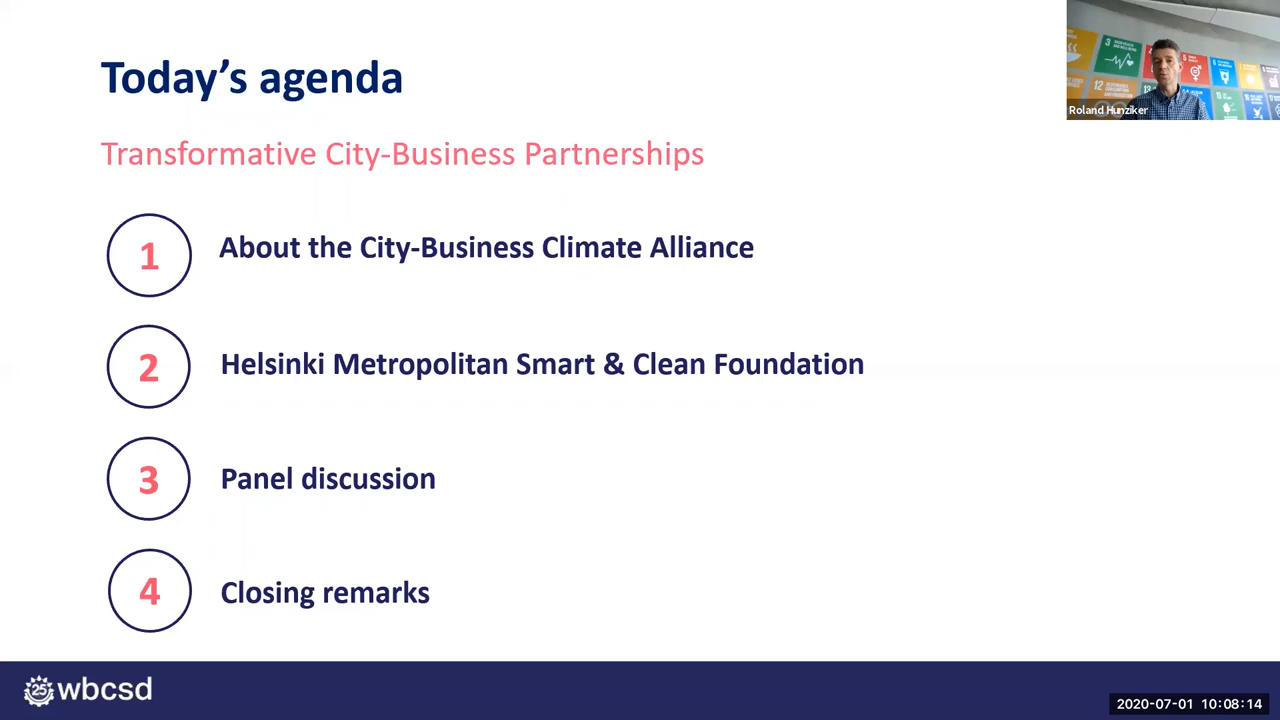 Today's agenda
Transformative City-Business Partnerships
1 About the City-Business Climate Alliance
2 Helsinki Metropolitan Smart & Clean Foundation
3 Panel discussion
4 Closing remarks
Roland Hunziker
25 wbcsd
2020-07-01 10:08:14